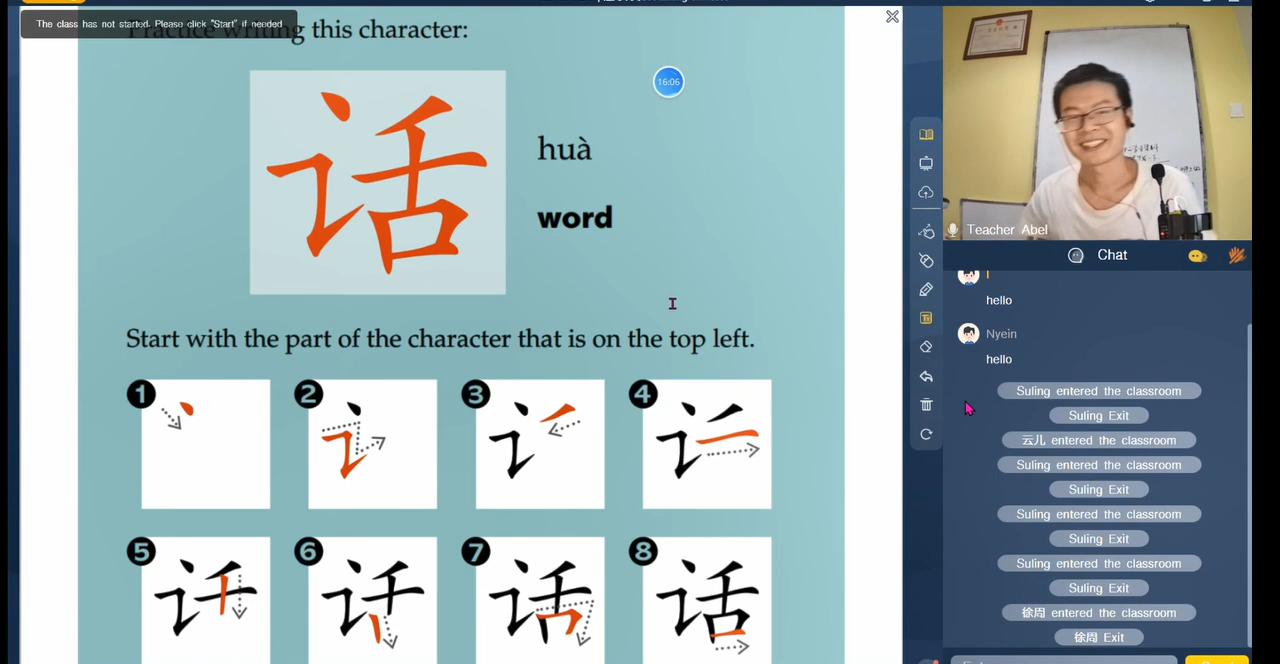 The class has not started. Please click "Start" if needed
Practice writing this character:
话
huà
word
16:06
Start with the part of the character that is on the top left.
1
2
3
4
5
6
7
8
Teacher Abel
Chat
hello
Nyein
hello
Suling entered the classroom
Suling Exit
云儿 entered the classroom
Suling entered the classroom
Suling Exit
Suling entered the classroom
Suling Exit
Suling entered the classroom
Suling Exit
徐周 entered the classroom
徐周 Exit